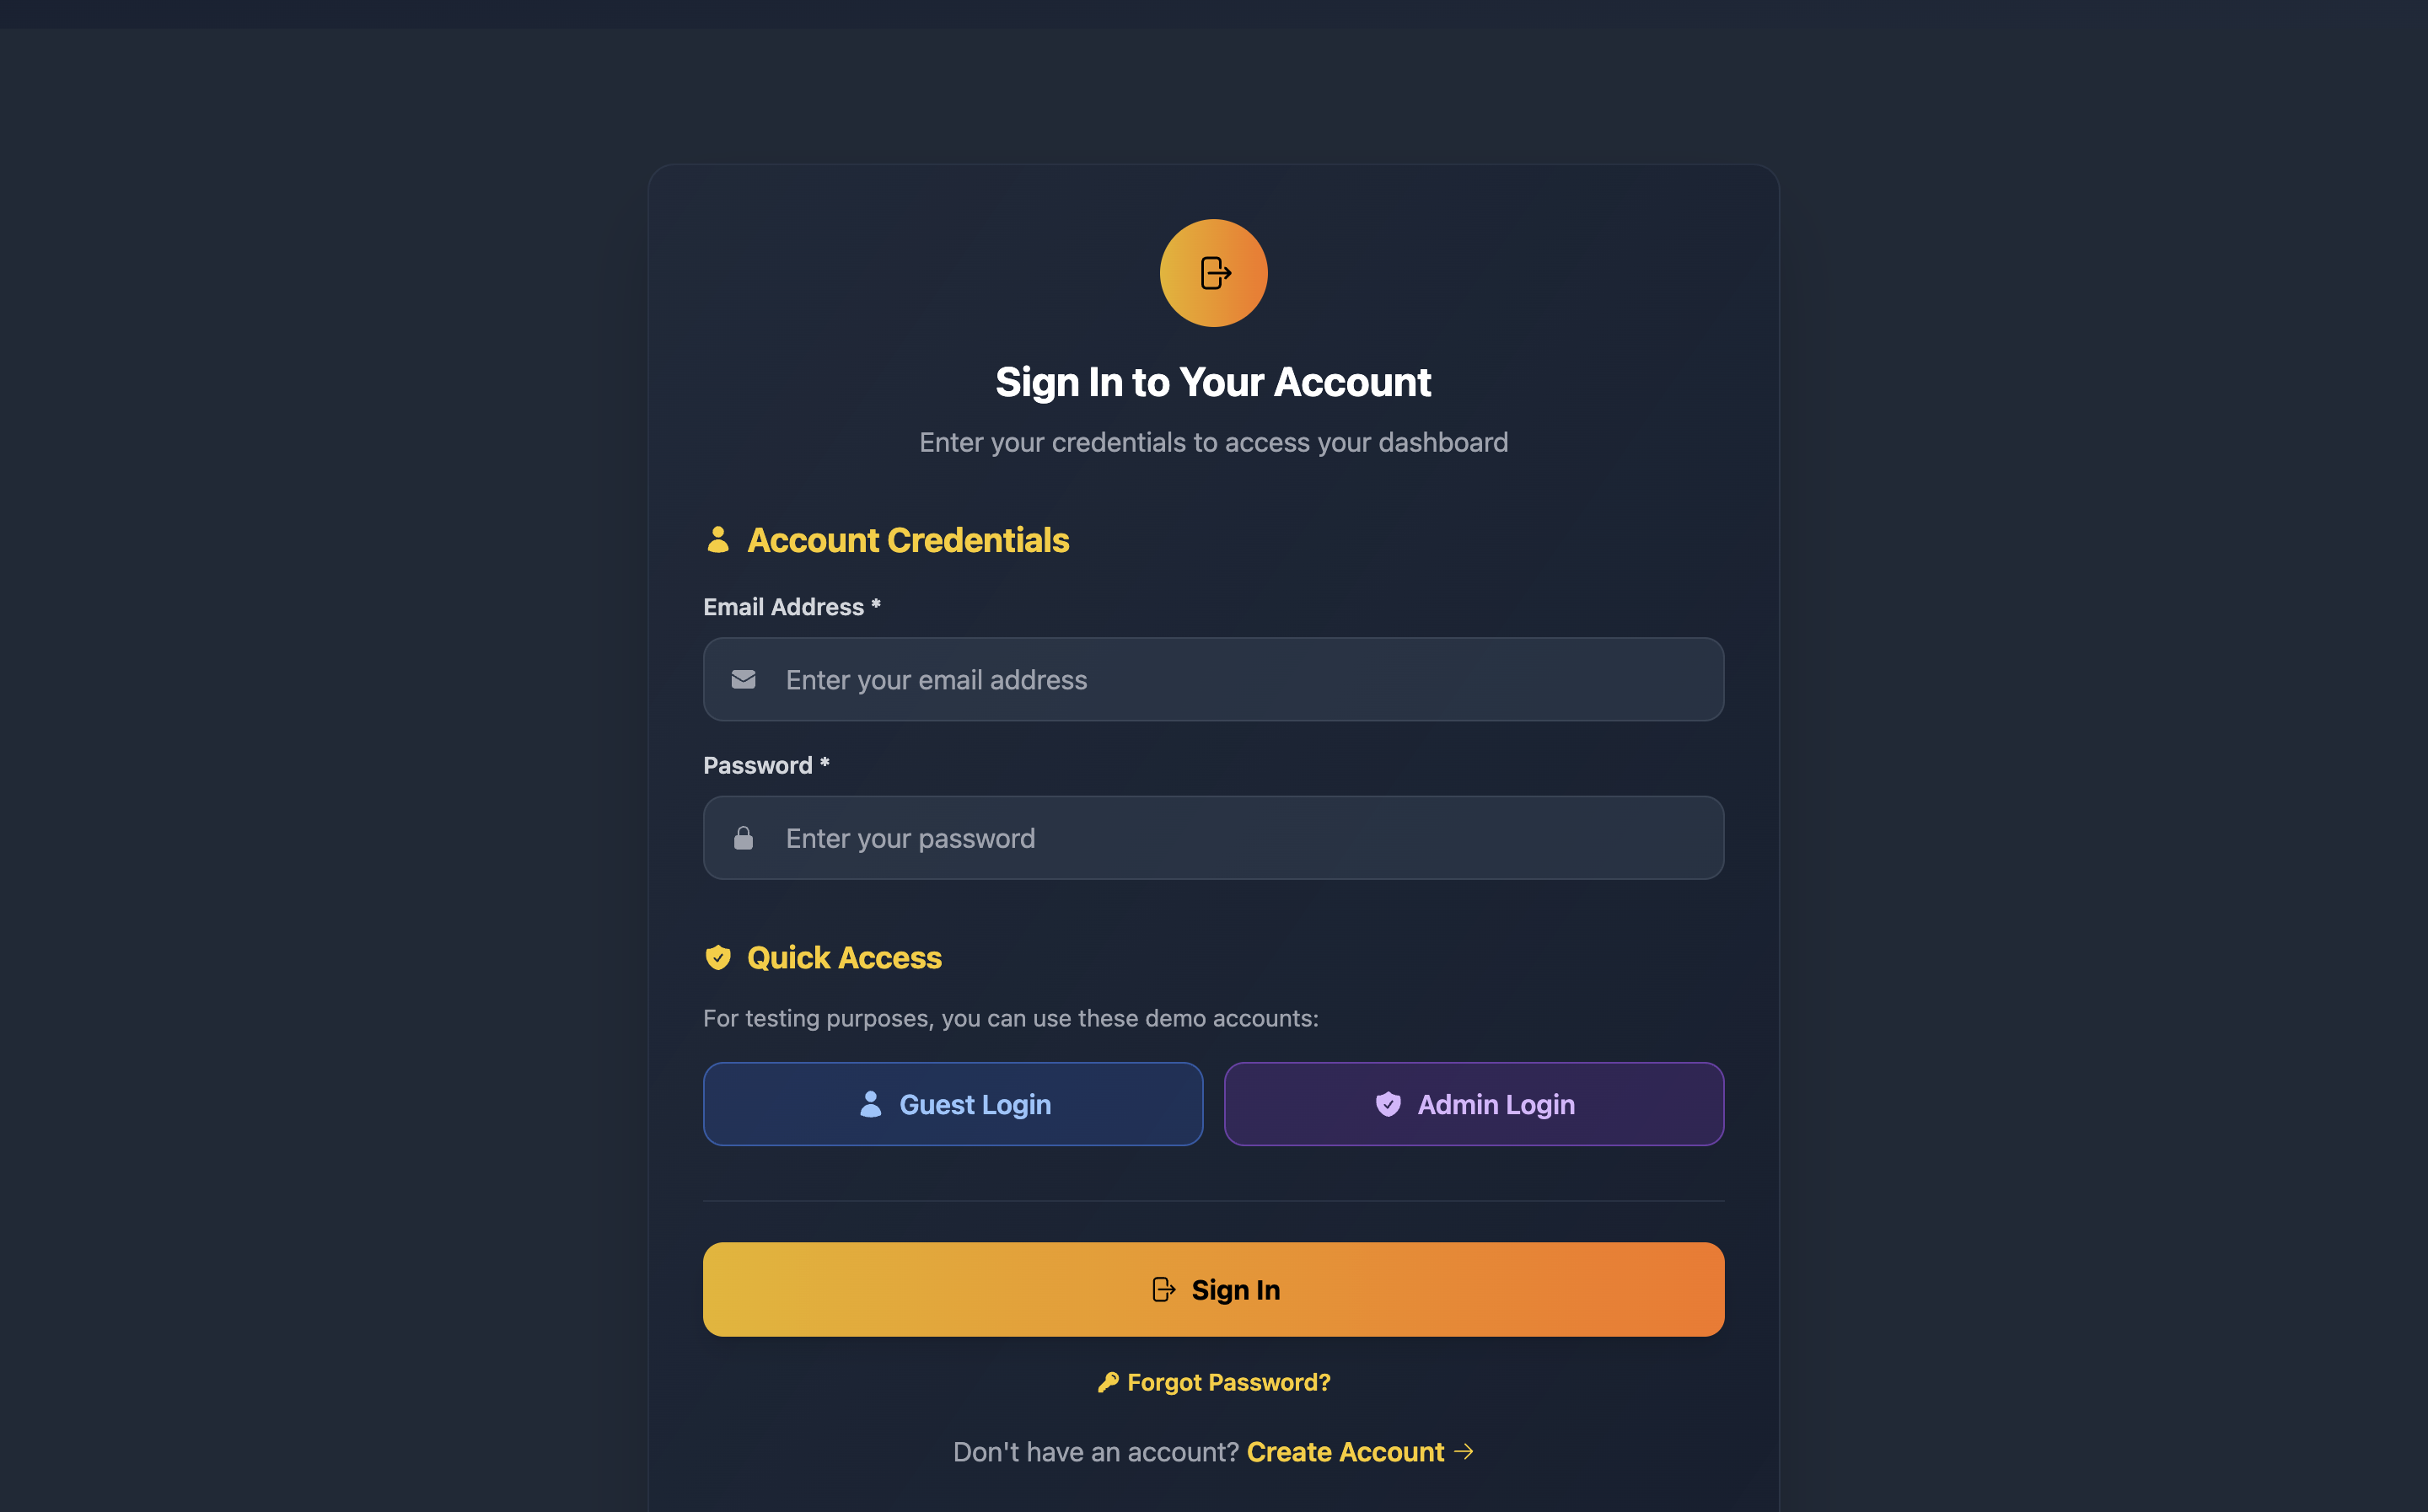 Sign In to Your Account
Enter your credentials to access your dashboard
Account Credentials
Email Address *
Enter your email address
Password *
Enter your password
Quick Access
For testing purposes, you can use these demo accounts:
Guest Login
Admin Login
Sign In
Forgot Password?
Don't have an account? Create Account →